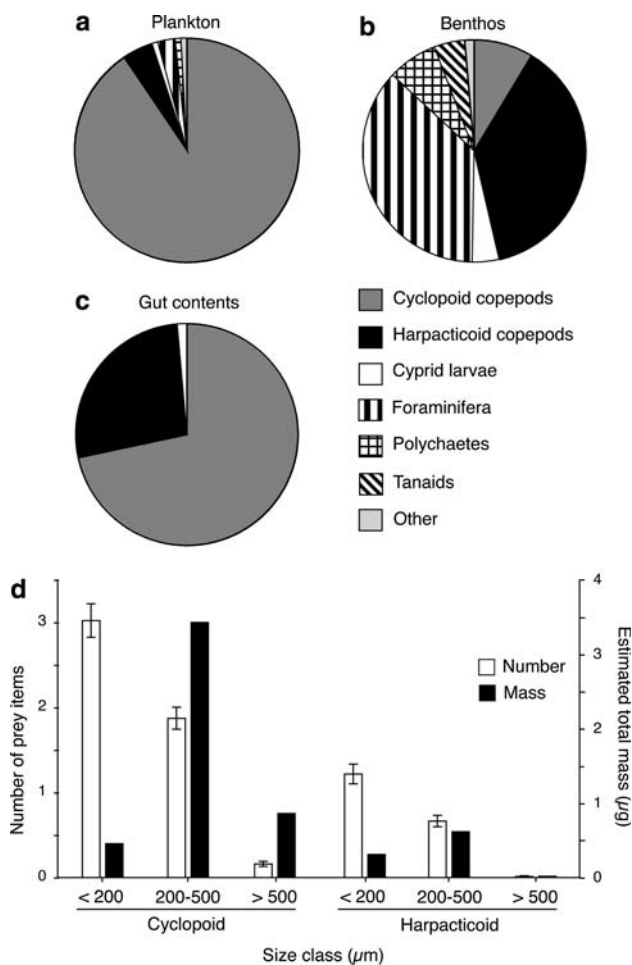 a
Plankton
b
Benthos
c
Gut contents
Cyclopoid copepods
Harpacticoid copepods
Cyprid larvae
Foraminifera
Polychaetes
Tanaids
Other
d
Number of prey items
3
2
1
0
4
3
2
1
0
Estimated total mass (µg)
Number
Mass
< 200 200-500 > 500 < 200 200-500 > 500
Cyclopoid Harpacticoid
Size class (µm)